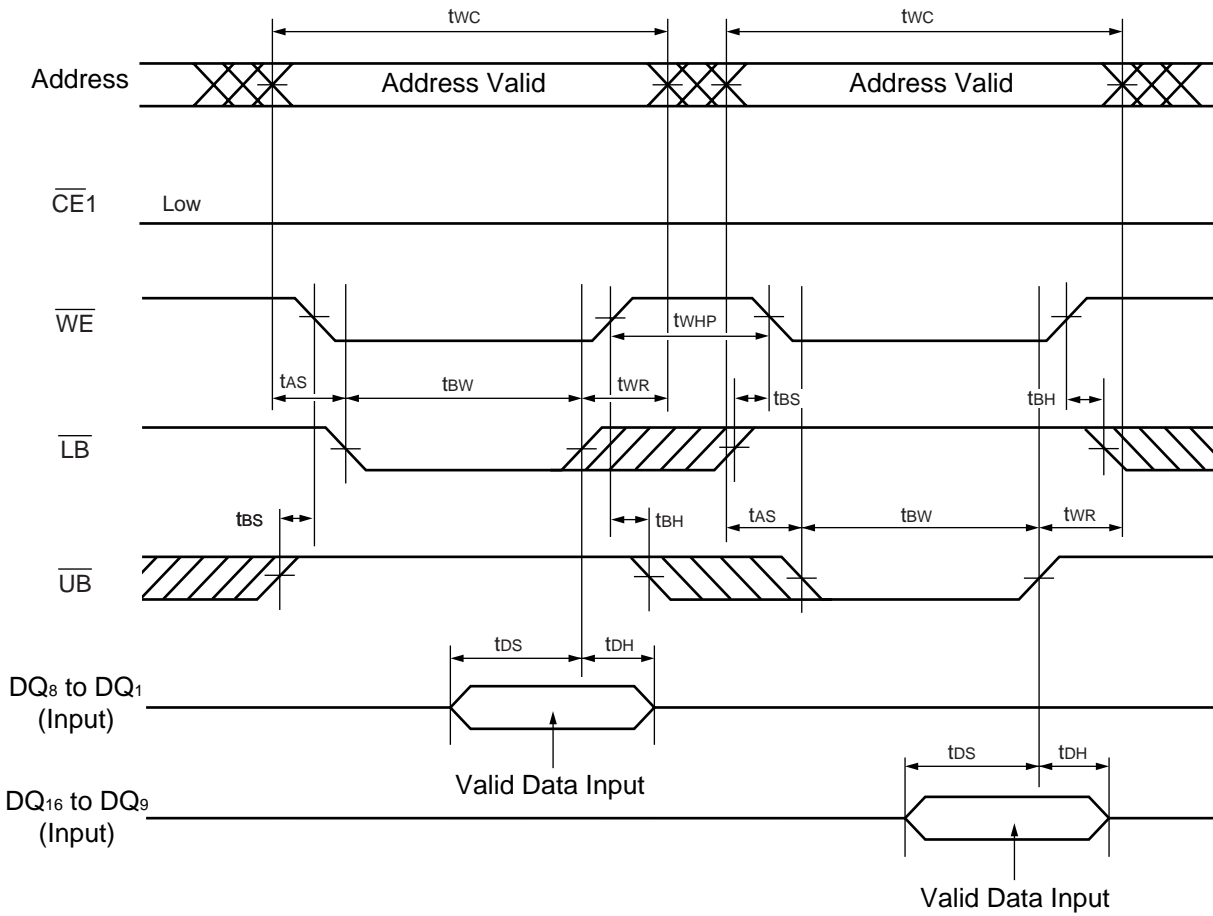 tWC tWC
Address Address Valid Address Valid
CE1 Low
WE
tWHP
tAS tBW tWR tBS tBH
LB
tBS tBH tAS tBW tWR
UB
tDS tDH
DQ8 to DQ1
(Input)
Valid Data Input
tDS tDH
DQ16 to DQ9
(Input)
Valid Data Input